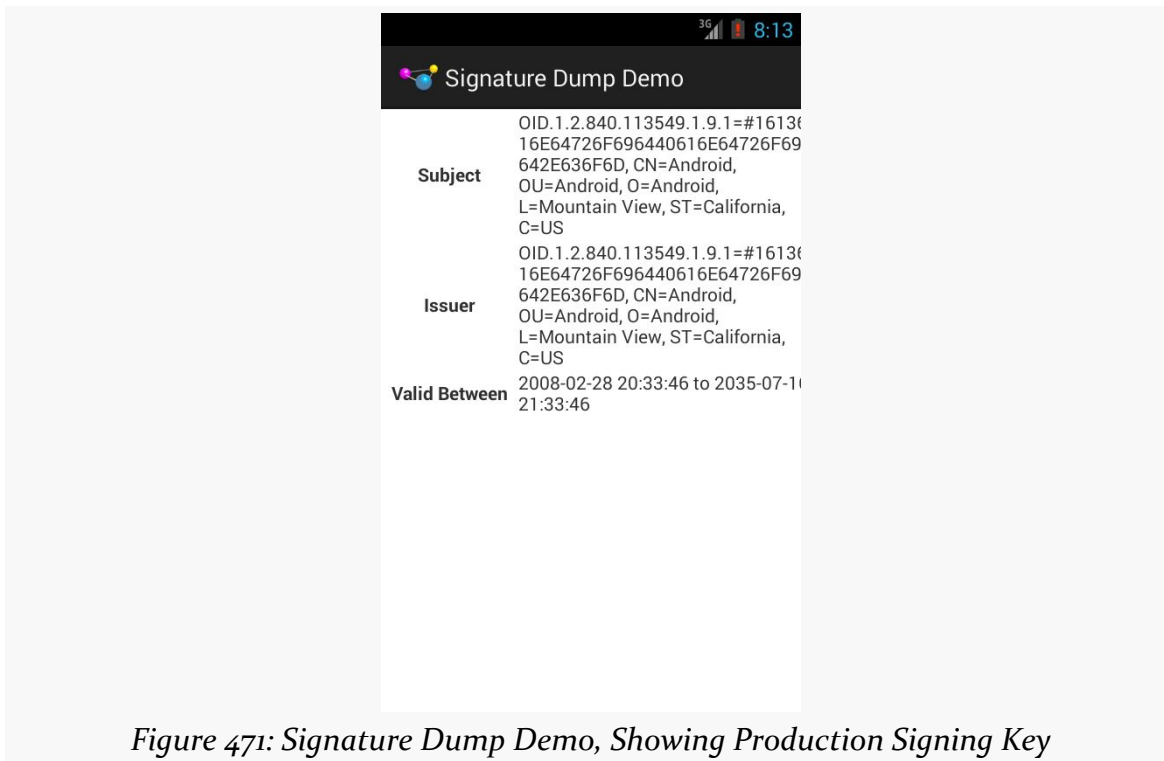 3G 8:13
Signature Dump Demo
Subject
OID.1.2.840.113549.1.9.1=#16136
16E64726F696440616E64726F69
642E636F6D, CN=Android,
OU=Android, O=Android,
L=Mountain View, ST=California,
C=US
Issuer
OID.1.2.840.113549.1.9.1=#16136
16E64726F696440616E64726F69
642E636F6D, CN=Android,
OU=Android, O=Android,
L=Mountain View, ST=California,
C=US
Valid Between
2008-02-28 20:33:46 to 2035-07-1
21:33:46
Figure 471: Signature Dump Demo, Showing Production Signing Key